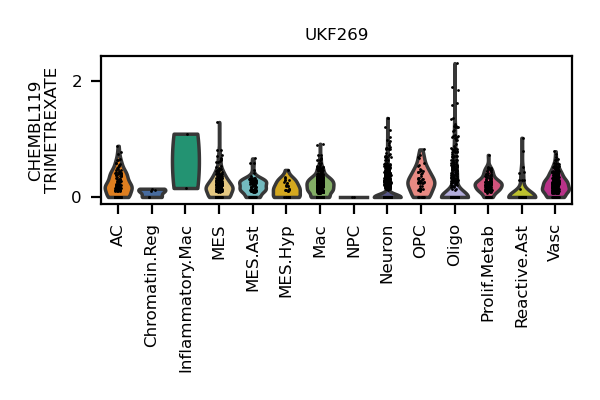 UKF269
CHEMBL119
TRIMETREXATE
2
0
AC
Chromatin.Reg
Inflammatory.Mac
MES
MES.Ast
MES.Hyp
Mac
NPC
Neuron
OPC
Oligo
Prolif.Metab
Reactive.Ast
Vasc